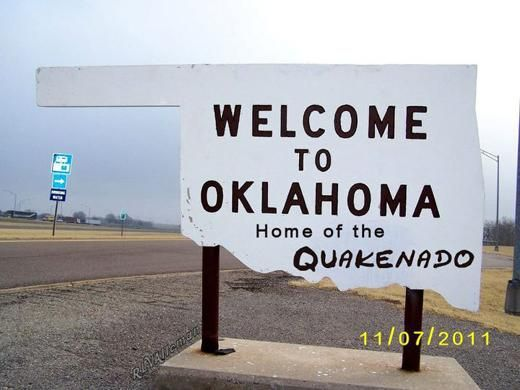 WELCOME
TO
OKLAHOMA
Home of the
QUAKENADO
11/07/2011